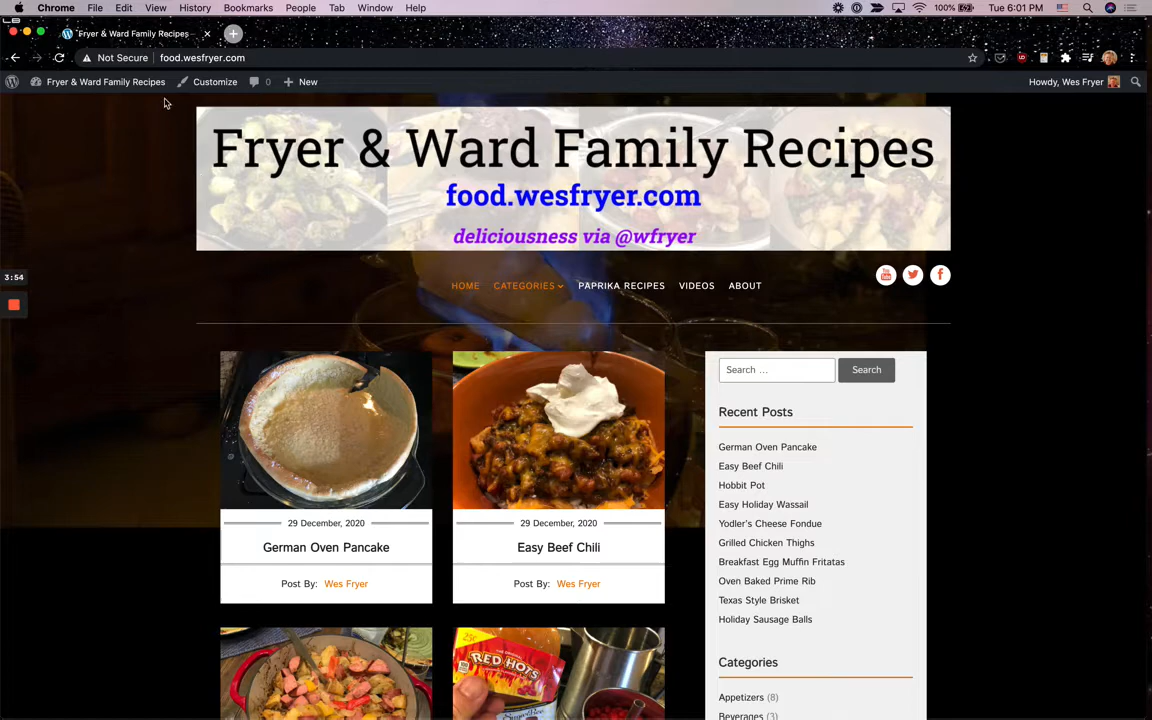 Chrome File Edit View History Bookmarks People Tab Window Help 100% Tue 6:01 PM
Fryer & Ward Family Recipes
Not Secure food.wesfryer.com
Fryer & Ward Family Recipes Customize 0 New Howdy, Wes Fryer
Fryer & Ward Family Recipes
food.wesfryer.com
deliciousness via @wfryer
3:54
HOME CATEGORIES PAPRIKA RECIPES VIDEOS ABOUT
You Tube
Search … Search
Recent Posts
German Oven Pancake
Easy Beef Chili
Hobbit Pot
Easy Holiday Wassail
Yodler's Cheese Fondue
Grilled Chicken Thighs
Breakfast Egg Muffin Fritatas
Oven Baked Prime Rib
Texas Style Brisket
Holiday Sausage Balls
29 December, 2020
German Oven Pancake
Post By: Wes Fryer
29 December, 2020
Easy Beef Chili
Post By: Wes Fryer
25¢
RED HOTS
Categories
Appetizers (8)
Beverages (3)